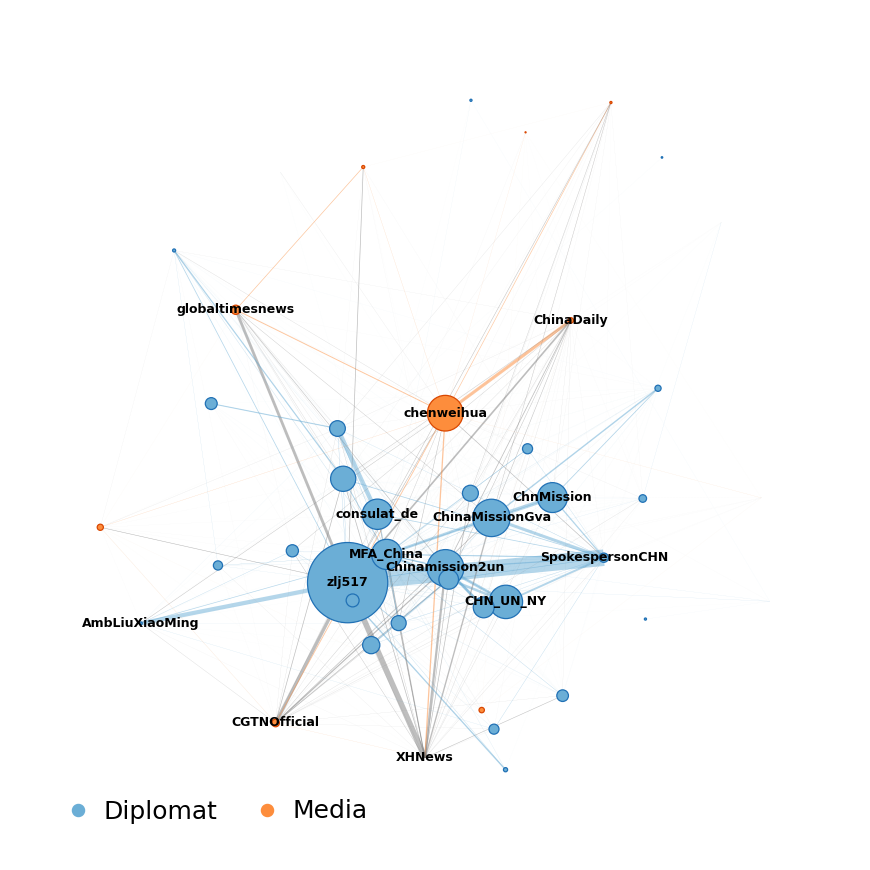 globaltimesnews
ChinaDaily
chenweihua
ChnMission
consulat_de
ChinaMissionGva
MFA_China
SpokespersonCHN
Chinamission2un
zlj517
CHN_UN_NY
AmbLiuXiaoMing
CGTNOfficial
XHNews
Diplomat
Media